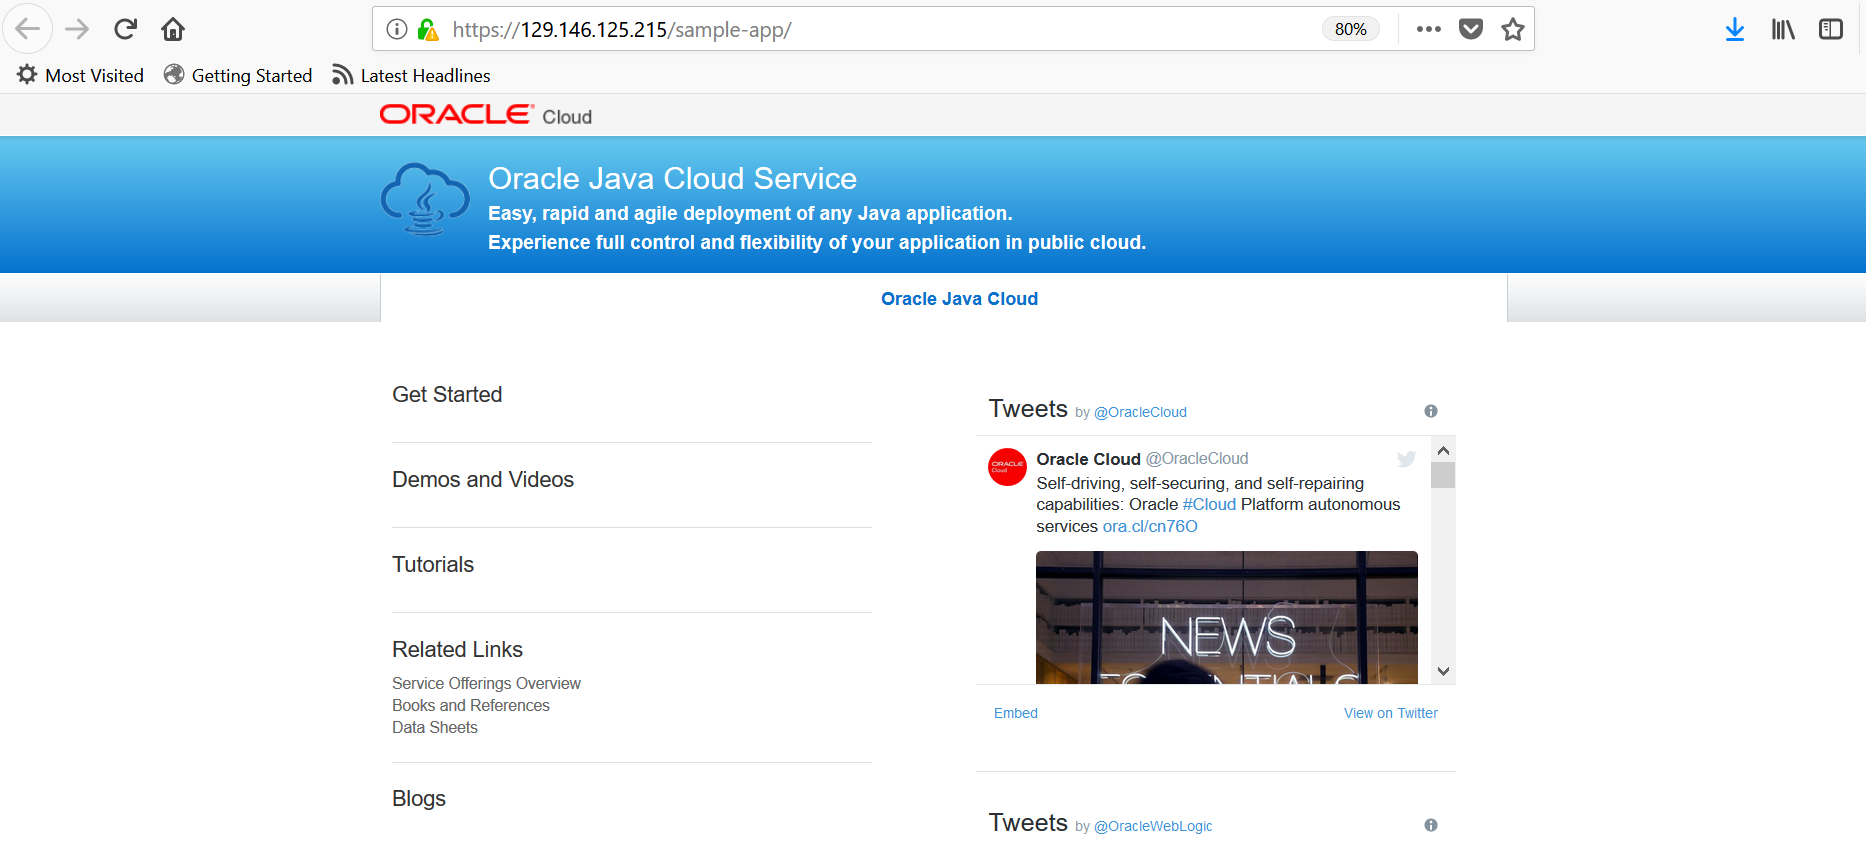 https://129.146.125.215/sample-app/
80%
Most Visited
Getting Started
Latest Headlines
ORACLE Cloud
Oracle Java Cloud Service
Easy, rapid and agile deployment of any Java application.
Experience full control and flexibility of your application in public cloud.
Oracle Java Cloud
Get Started
Demos and Videos
Tutorials
Related Links
Service Offerings Overview
Books and References
Data Sheets
Blogs
Tweets by @OracleCloud
ORACLE
Cloud
Oracle Cloud @OracleCloud
Self-driving, self-securing, and self-repairing
capabilities: Oracle #Cloud Platform autonomous
services ora.cl/cn76O
NEWS
Embed
View on Twitter
Tweets by @OracleWebLogic